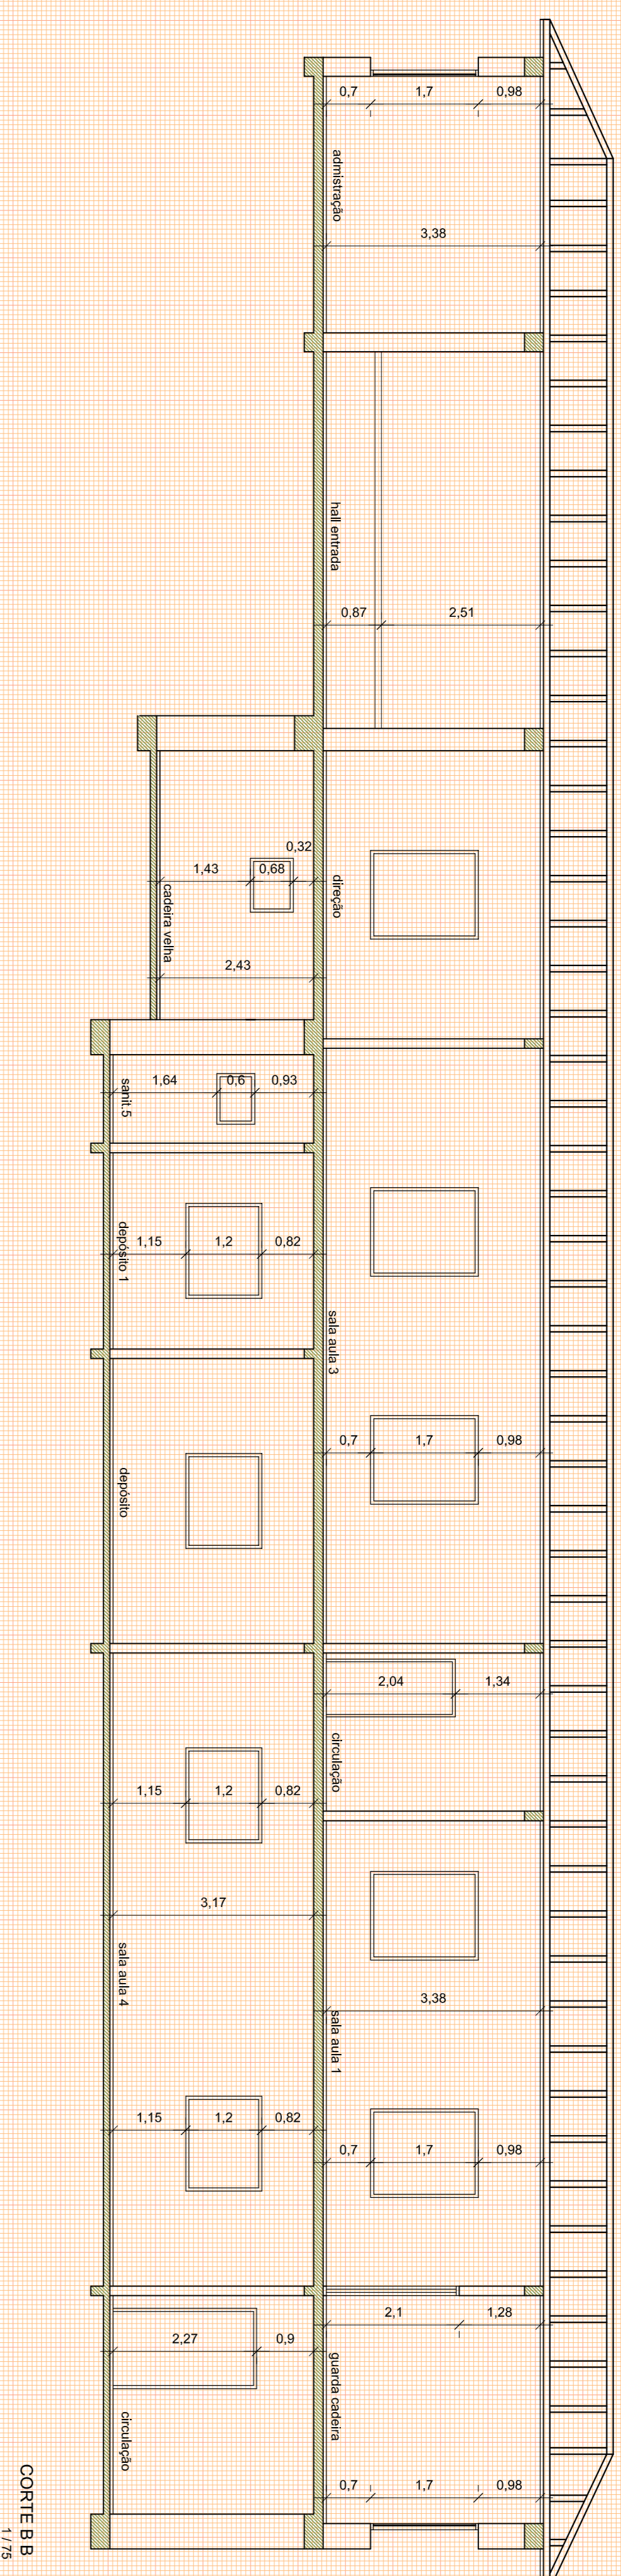 0,7 1,7 0,98
admistração
3,38
hall entrada
0,87 2,51
0,32
1,43 0,68
cadeira velha
direção
2,43
1,64 0,6 0,93
sanit.5
1,15 1,2 0,82
depósito 1
sala aula 3
0,7 1,7 0,98
depósito
2,04 1,34
circulação
1,15 1,2 0,82
3,17
sala aula 4
3,38
sala aula 1
1,15 1,2 0,82
0,7 1,7 0,98
2,1 1,28
2,27 0,9
guarda cadeira
circulação
0,7 1,7 0,98
CORTE B B
1 / 75